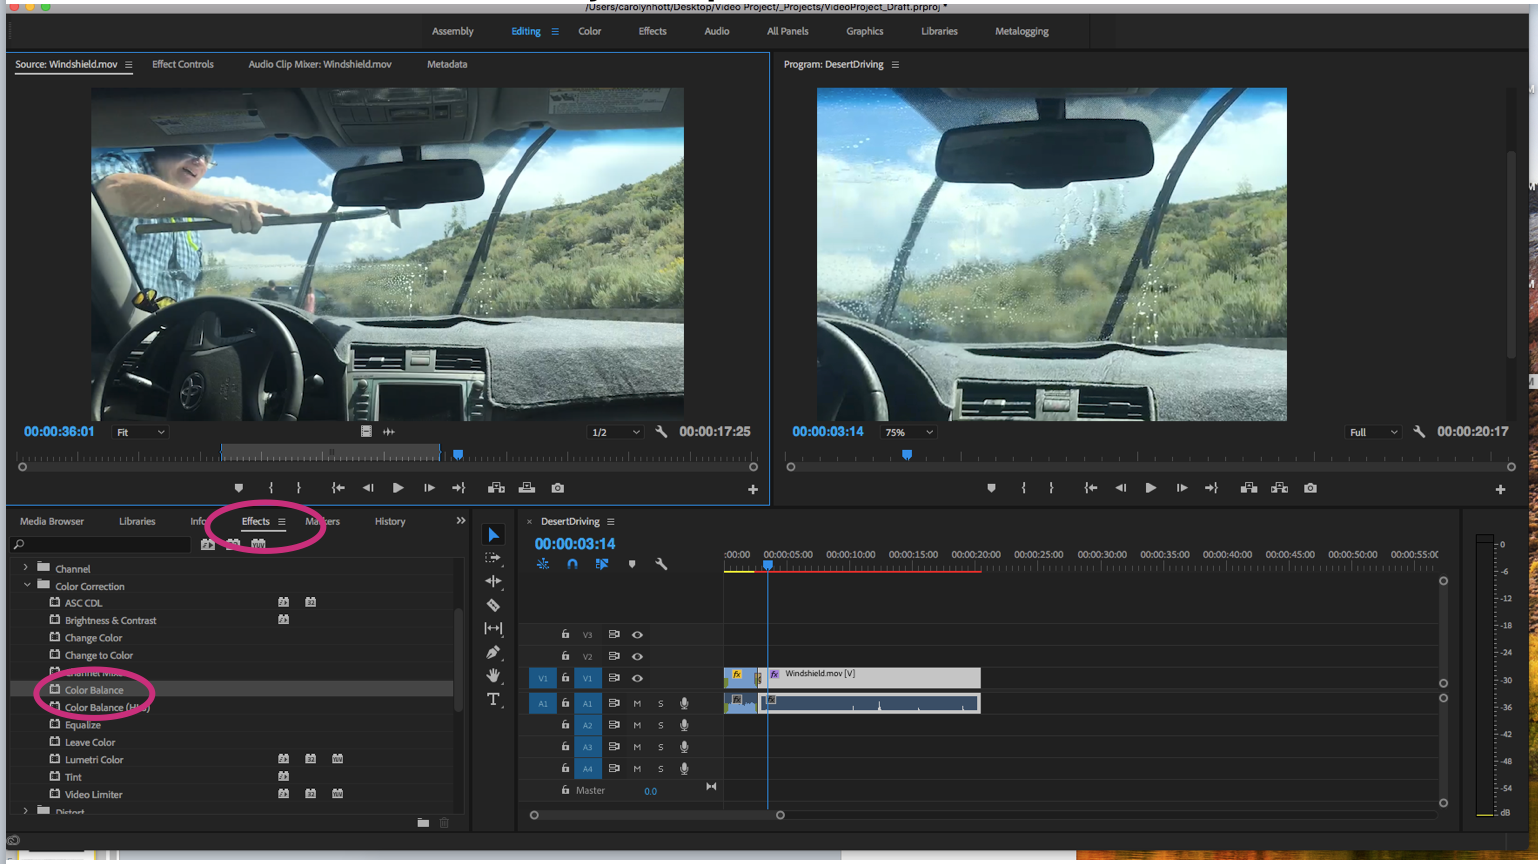 /Users/carolynhott/Desktop/Video Project/_Projects/VideoProject_Draft.prproj *
Assembly Editing Color Effects Audio All Panels Graphics Libraries Metalogging
Source: Windshield.mov Effect Controls Audio Clip Mixer: Windshield.mov Metadata
Program: DesertDriving
00:00:36:01 Fit 1/2 00:00:17:25
00:00:03:14 75% Full 00:00:20:17
Media Browser Libraries Info Effects Markers History
DesertDriving
00:00:03:14
:00:00 00:00:05:00 00:00:10:00 00:00:15:00 00:00:20:00 00:00:25:00 00:00:30:00 00:00:35:00 00:00:40:00 00:00:45:00 00:00:50:00 00:00:55:00
Channel
Color Correction
ASC CDL
Brightness & Contrast
Change Color
Change to Color
Color Balance
Color Balance (HLS)
Equalize
Leave Color
Lumetri Color
Tint
Video Limiter
Distort
V3
V2
V1 V1 fx fx Windshield.mov [V]
A1 A1 M S fx
A2 M S
A3 M S
A4 M S
Master 0.0
0
-6
-12
-18
-24
-30
-36
-42
-48
-54
dB